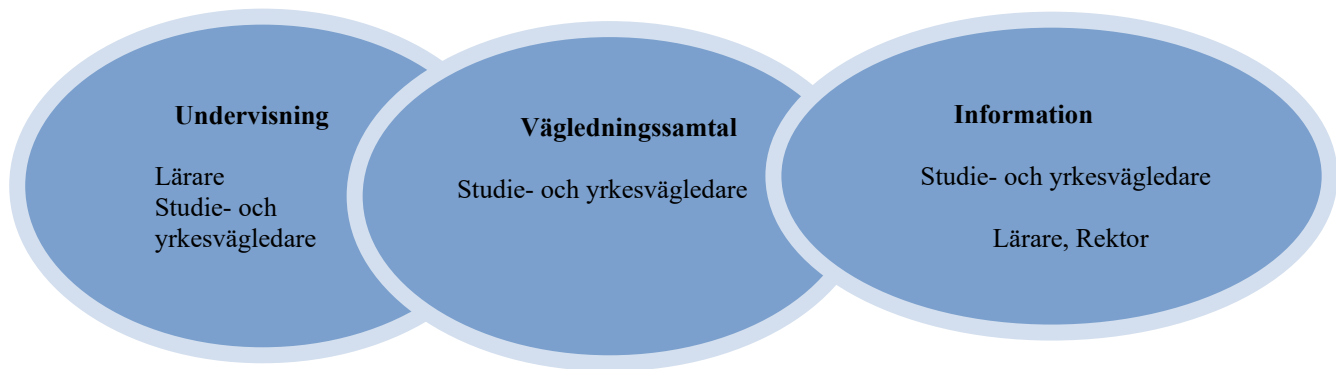 Undervisning
Lärare
Studie- och
yrkesvägledare
Vägledningssamtal
Studie- och yrkesvägledare
Information
Studie- och yrkesvägledare
Lärare, Rektor